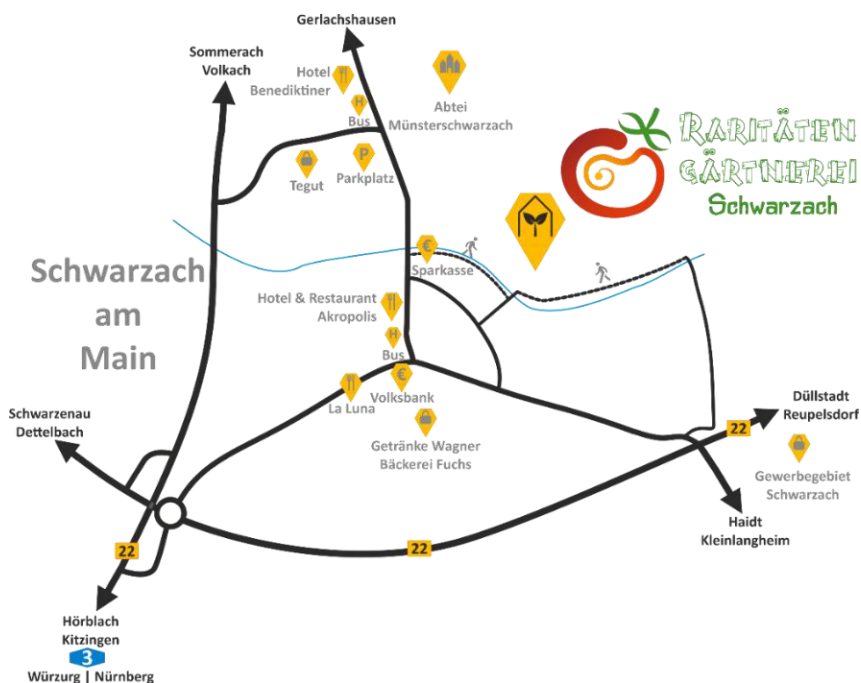 Gerlachshausen
Sommerach
Volkach
Hotel
Benediktiner
H
Bus
Abtei
Münsterschwarzach
RARITÄTEN
GÄRTNEREI
Schwarzach
P
Tegut
Parkplatz
€
Sparkasse
Schwarzach
am
Main
Hotel & Restaurant
Akropolis
H
Bus
€
Volksbank
La Luna
Getränke Wagner
Bäckerei Fuchs
Schwarzenau
Dettelbach
Düllstadt
Reupelsdorf
22
Gewerbegebiet
Schwarzach
Haidt
Kleinlangheim
22
22
Hörblach
Kitzingen
3
Würzurg | Nürnberg